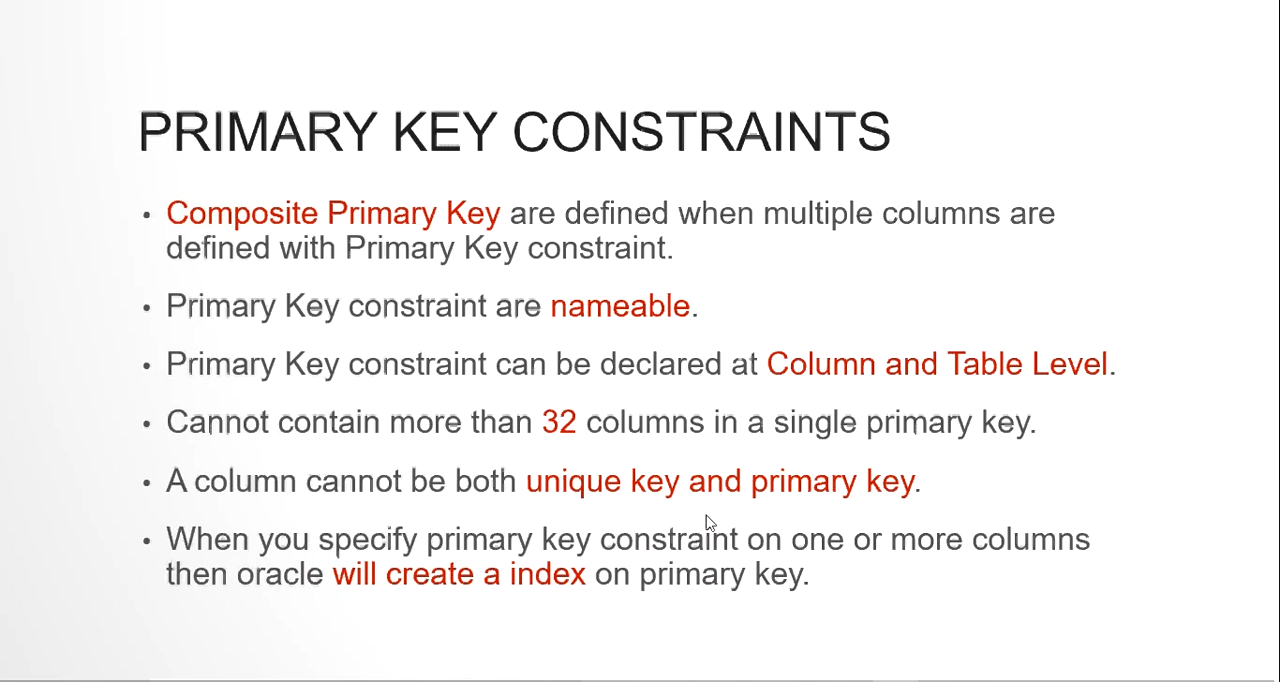 PRIMARY KEY CONSTRAINTS
• Composite Primary Key are defined when multiple columns are
defined with Primary Key constraint.
• Primary Key constraint are nameable.
• Primary Key constraint can be declared at Column and Table Level.
• Cannot contain more than 32 columns in a single primary key.
• A column cannot be both unique key and primary key.
• When you specify primary key constraint on one or more columns
then oracle will create a index on primary key.